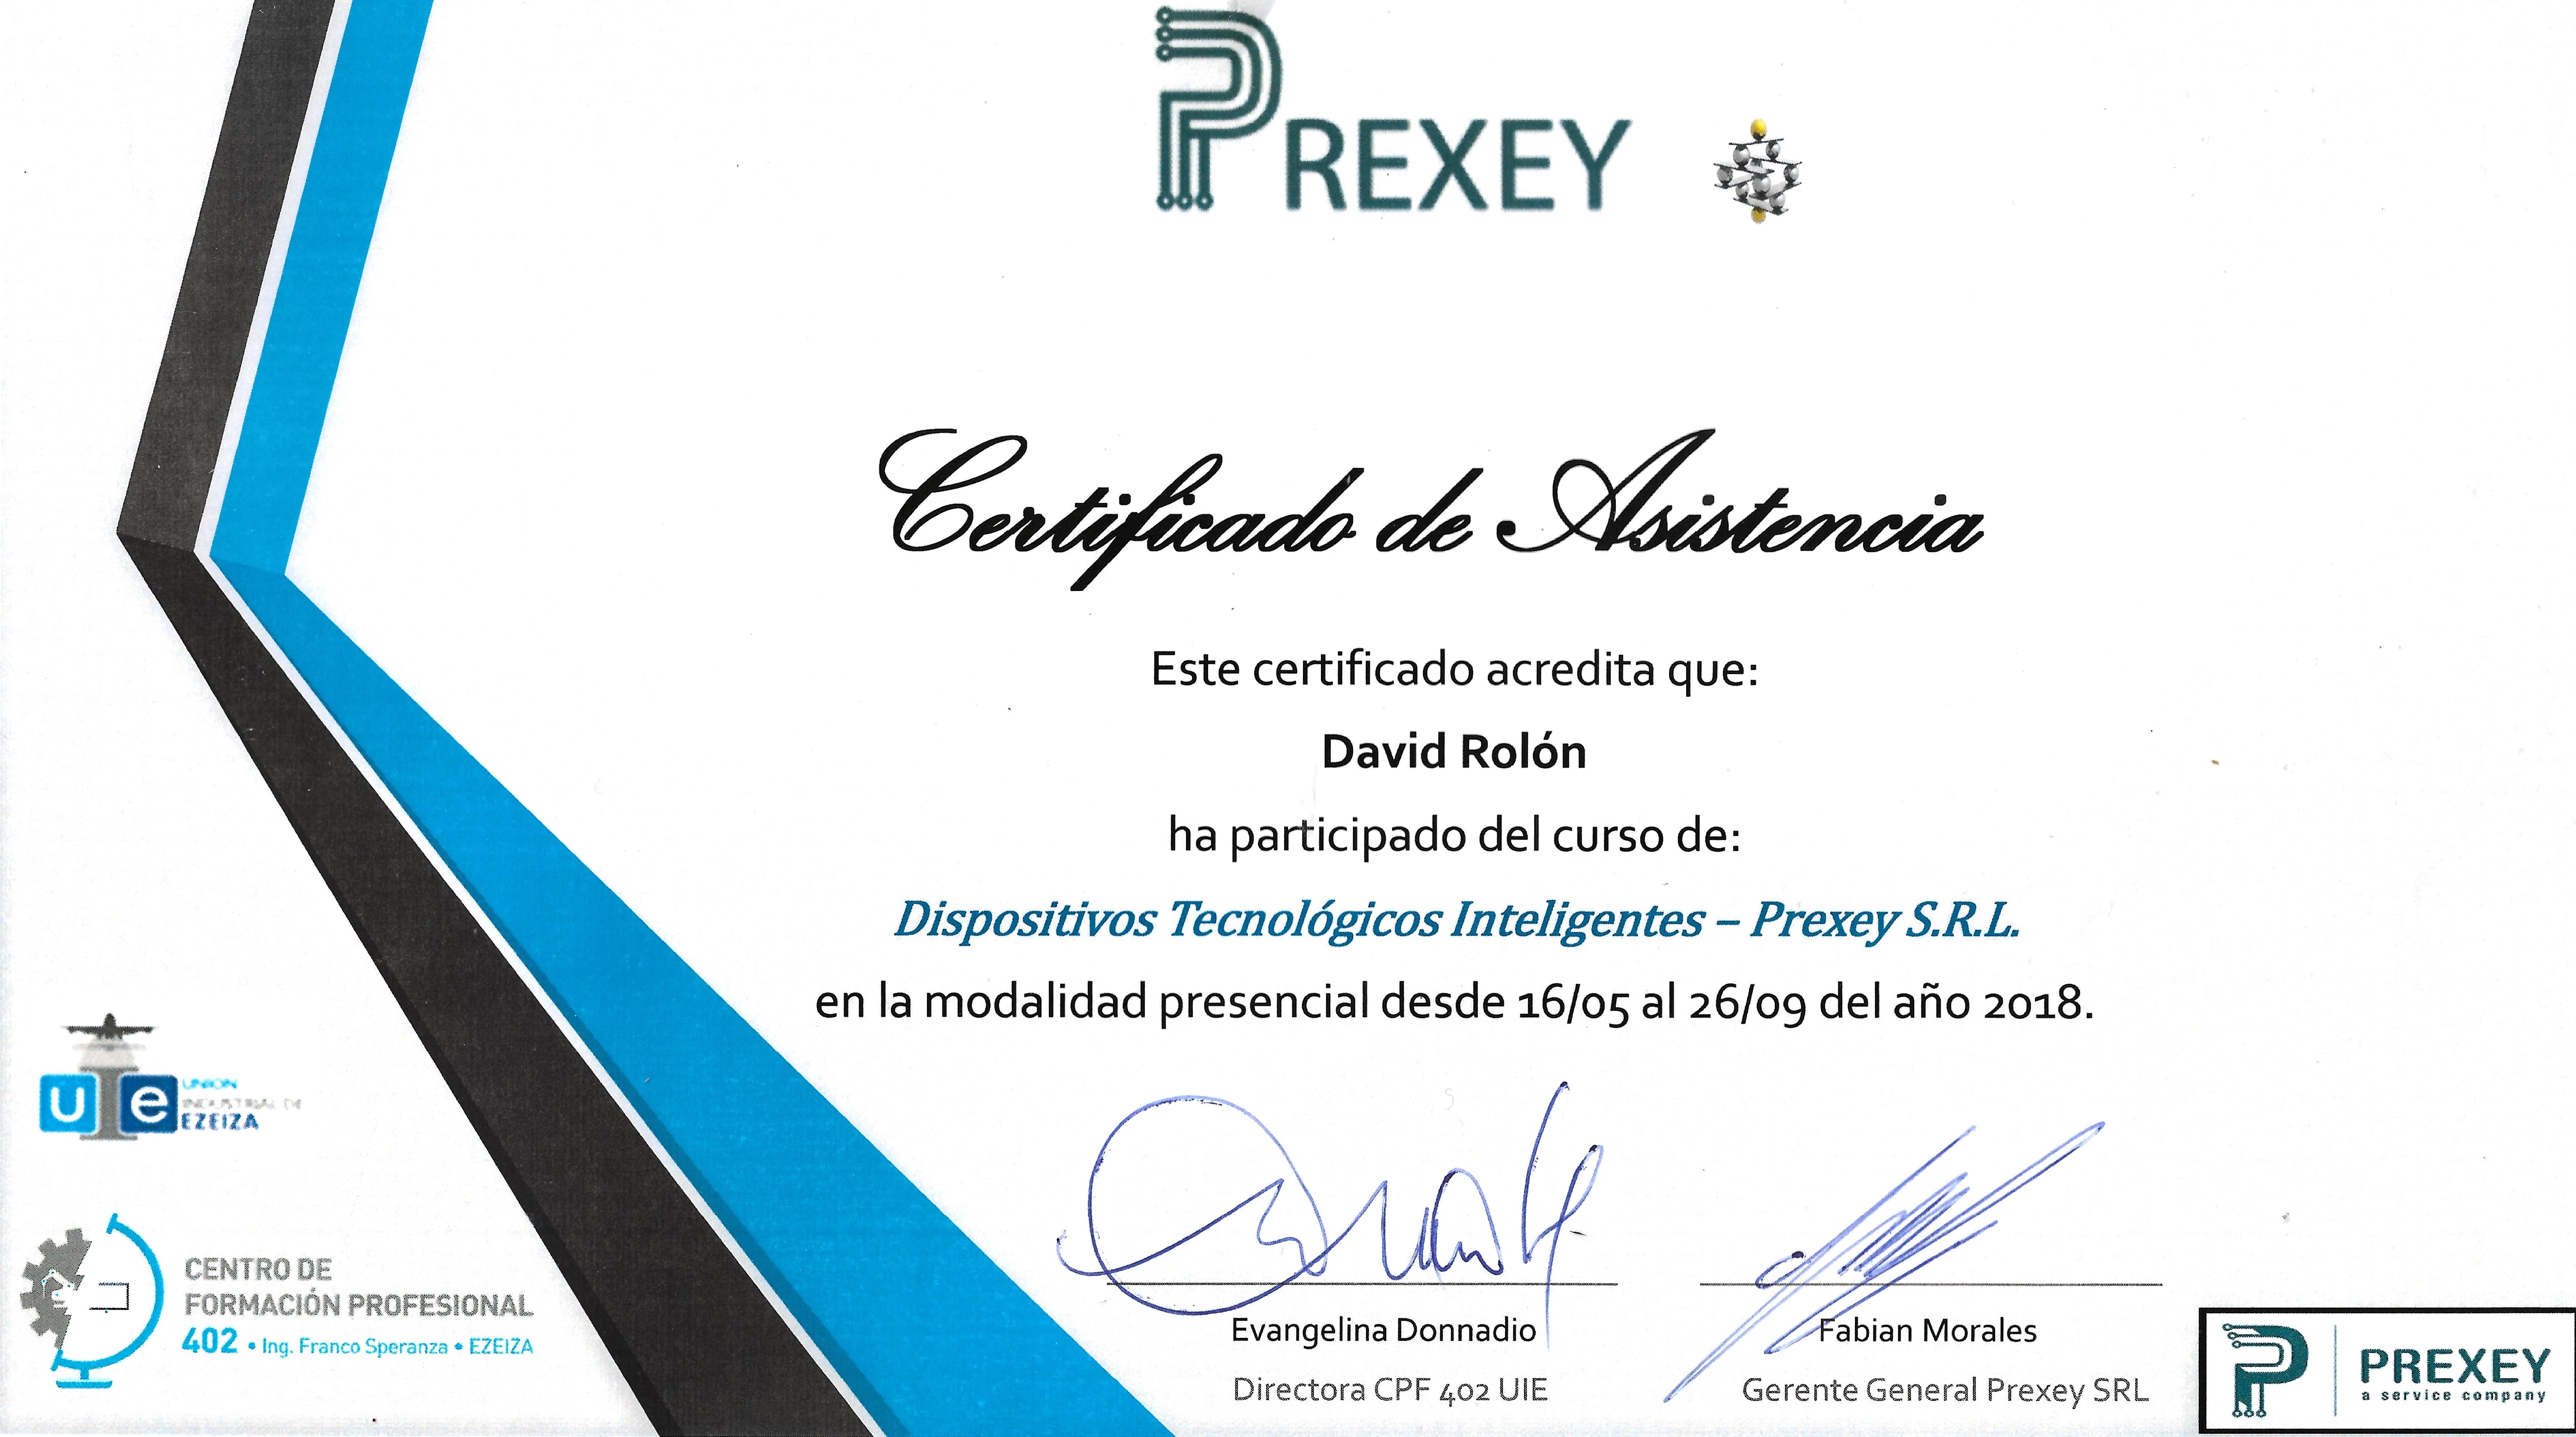 PREXEY
Certificado de Asistencia
Este certificado acredita que:
David Rolón
ha participado del curso de:
Dispositivos Tecnológicos Inteligentes – Prexey S.R.L.
en la modalidad presencial desde 16/05 al 26/09 del año 2018.
uie
UNION
INDUSTRIAL DE
EZEIZA
CENTRO DE
FORMACIÓN PROFESIONAL
402 • Ing. Franco Speranza • EZEIZA
Evangelina Donnadio
Directora CPF 402 UIE
Fabian Morales
Gerente General Prexey SRL
PREXEY
a service company